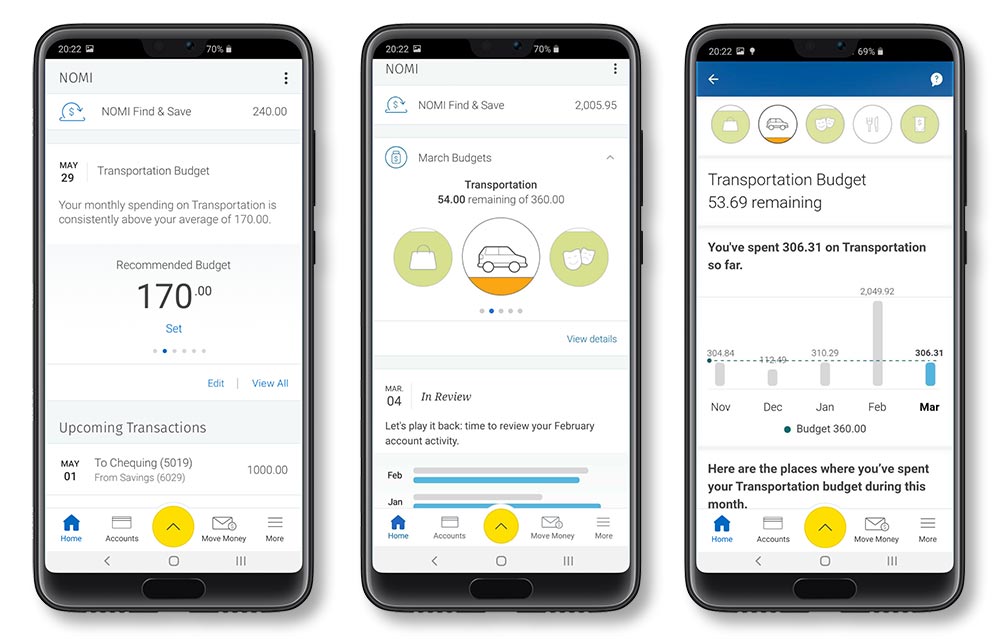 20:22 70%
NOMI
NOMI Find & Save 240.00
MAY
29
Transportation Budget
Your monthly spending on Transportation is
consistently above your average of 170.00.
Recommended Budget
170.00
Set
Edit | View All
Upcoming Transactions
MAY
01
To Chequing (5019)
From Savings (6029)
1000.00
Home Accounts Move Money More
20:22 70%
NOMI
NOMI Find & Save 2,005.95
March Budgets
Transportation
54.00 remaining of 360.00
View details
MAR.
04
In Review
Let's play it back: time to review your February
account activity.
Feb
Jan
Home Accounts Move Money More
20:22 69%
Transportation Budget
53.69 remaining
You've spent 306.31 on Transportation
so far.
2,049.92
304.84 112.49 310.29 306.31
Nov Dec Jan Feb Mar
Budget 360.00
Here are the places where you've spent
your Transportation budget during this
month.
Home Accounts Move Money More